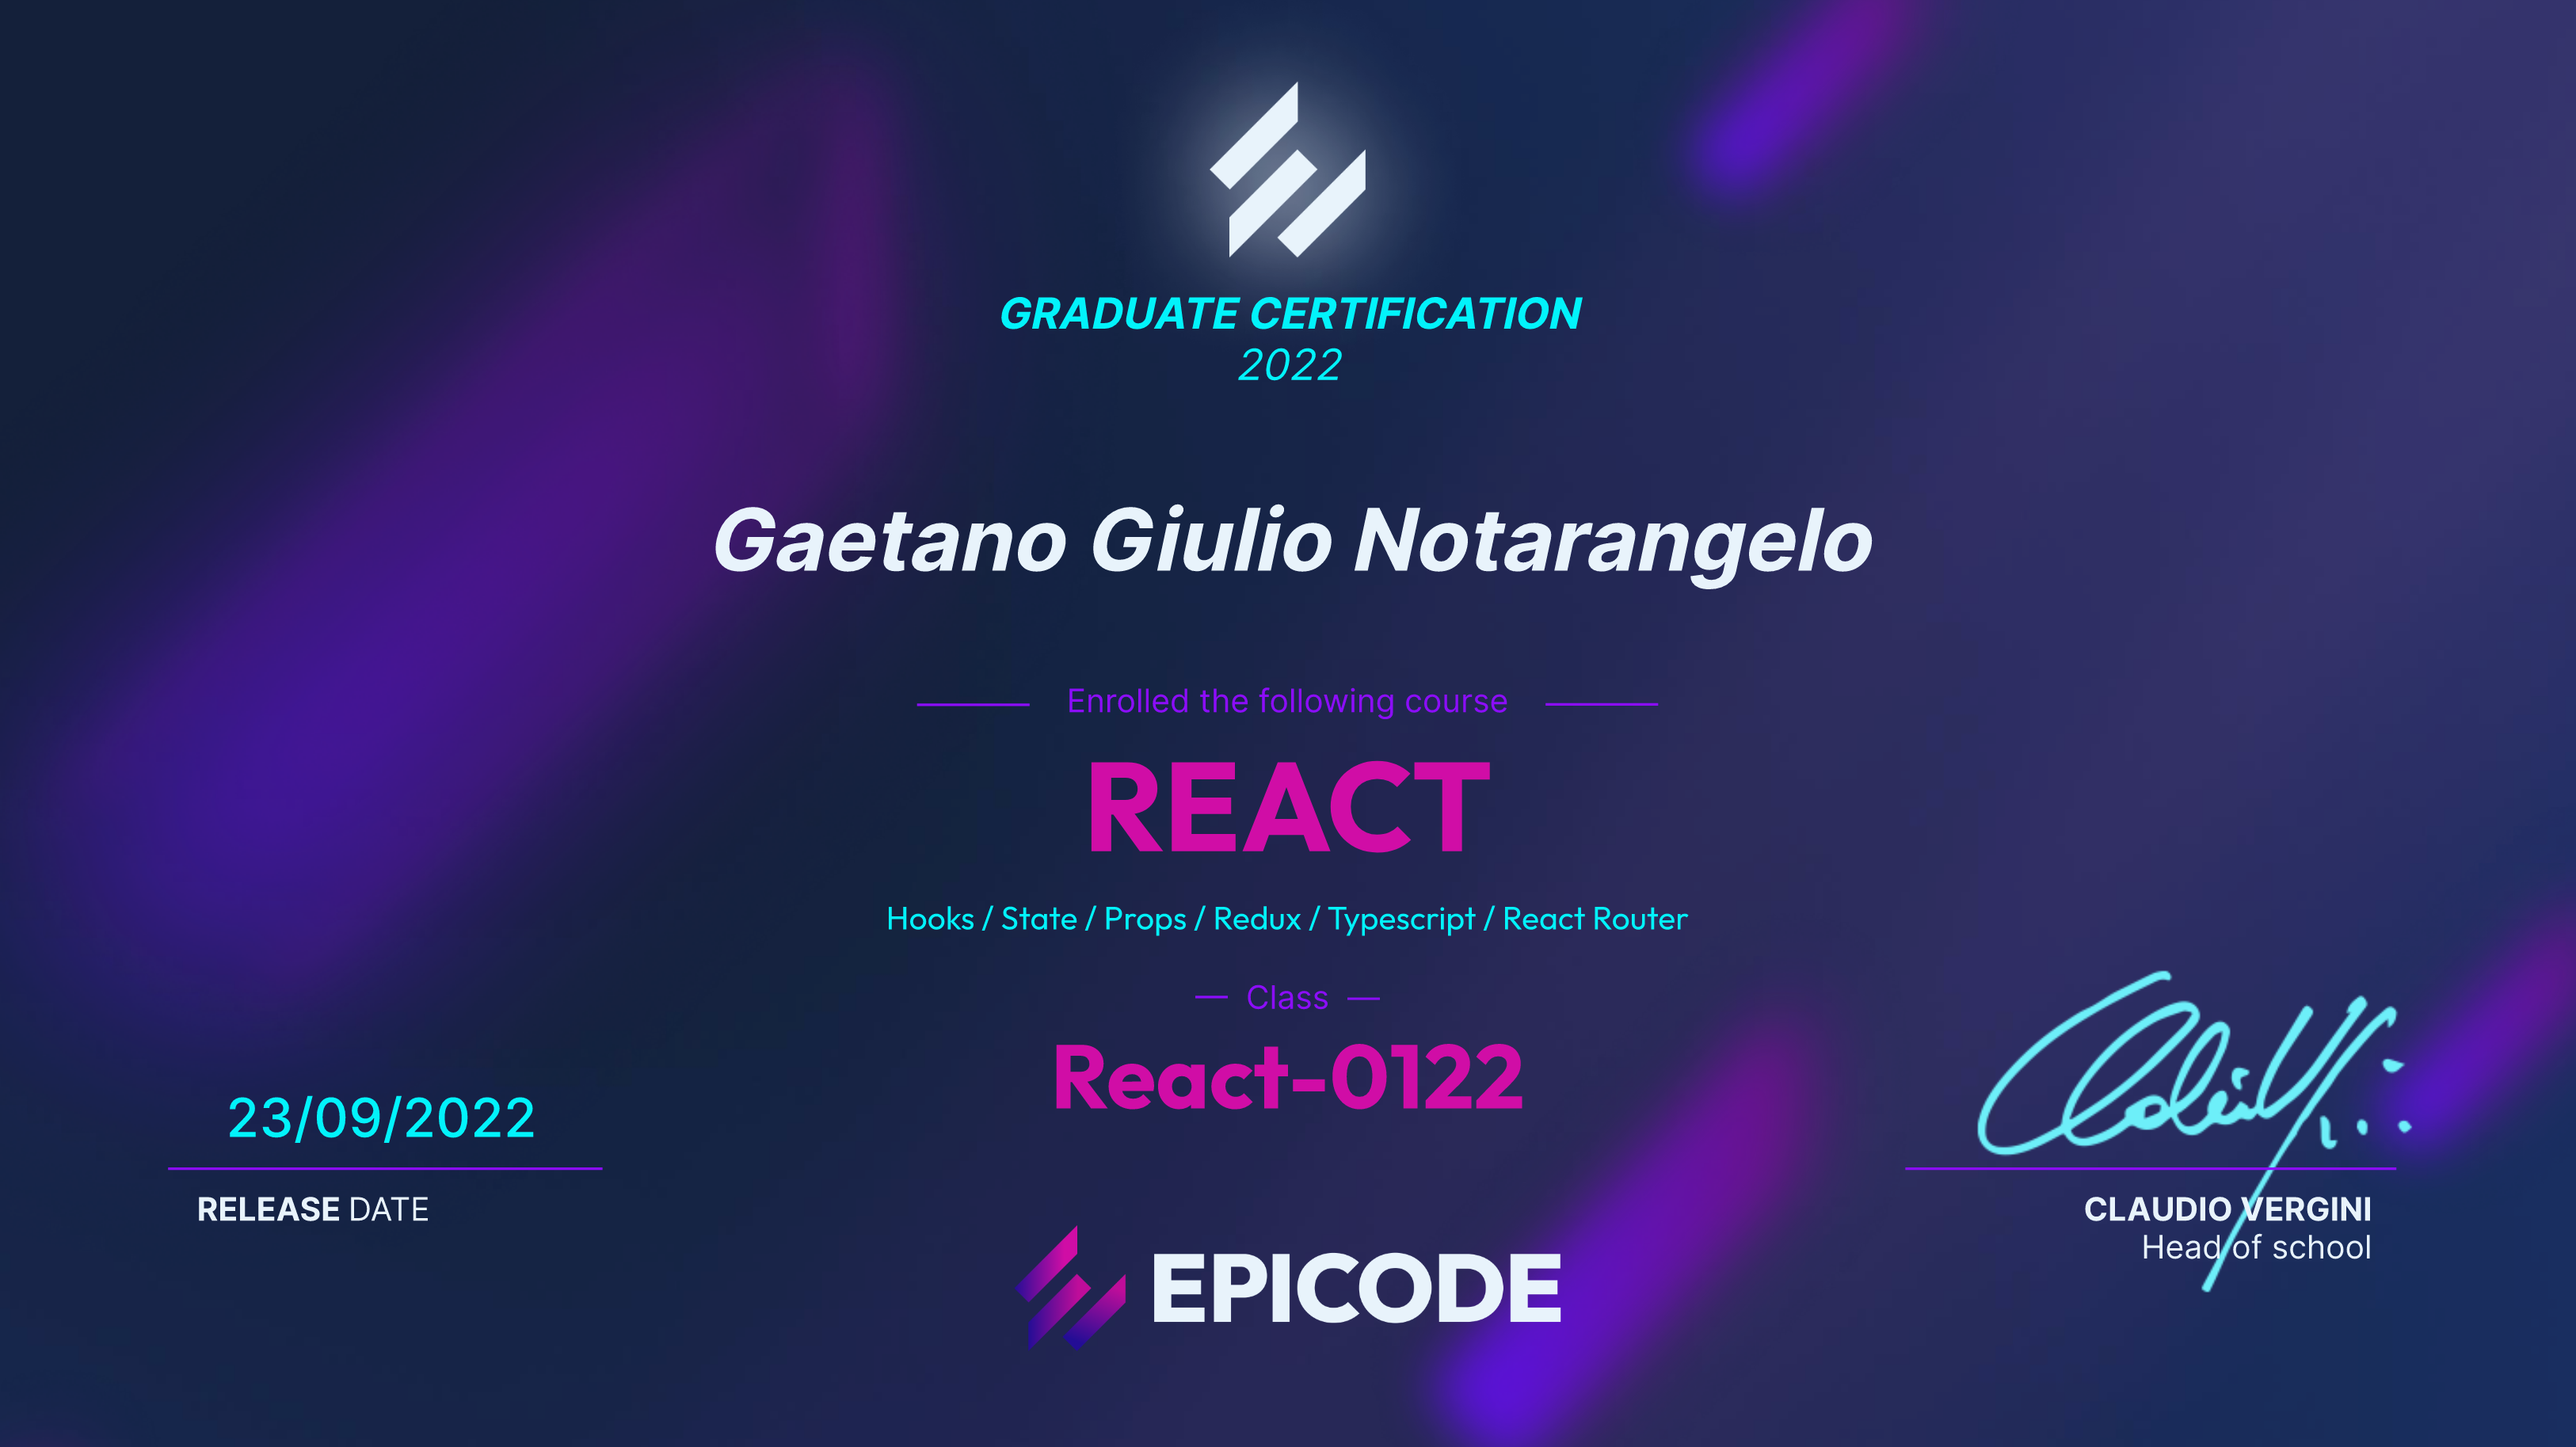 GRADUATE CERTIFICATION
2022
Gaetano Giulio Notarangelo
Enrolled the following course
REACT
Hooks / State / Props / Redux / Typescript / React Router
Class
React-0122
23/09/2022
RELEASE DATE
CLAUDIO VERGINI
Head of school
EPICODE